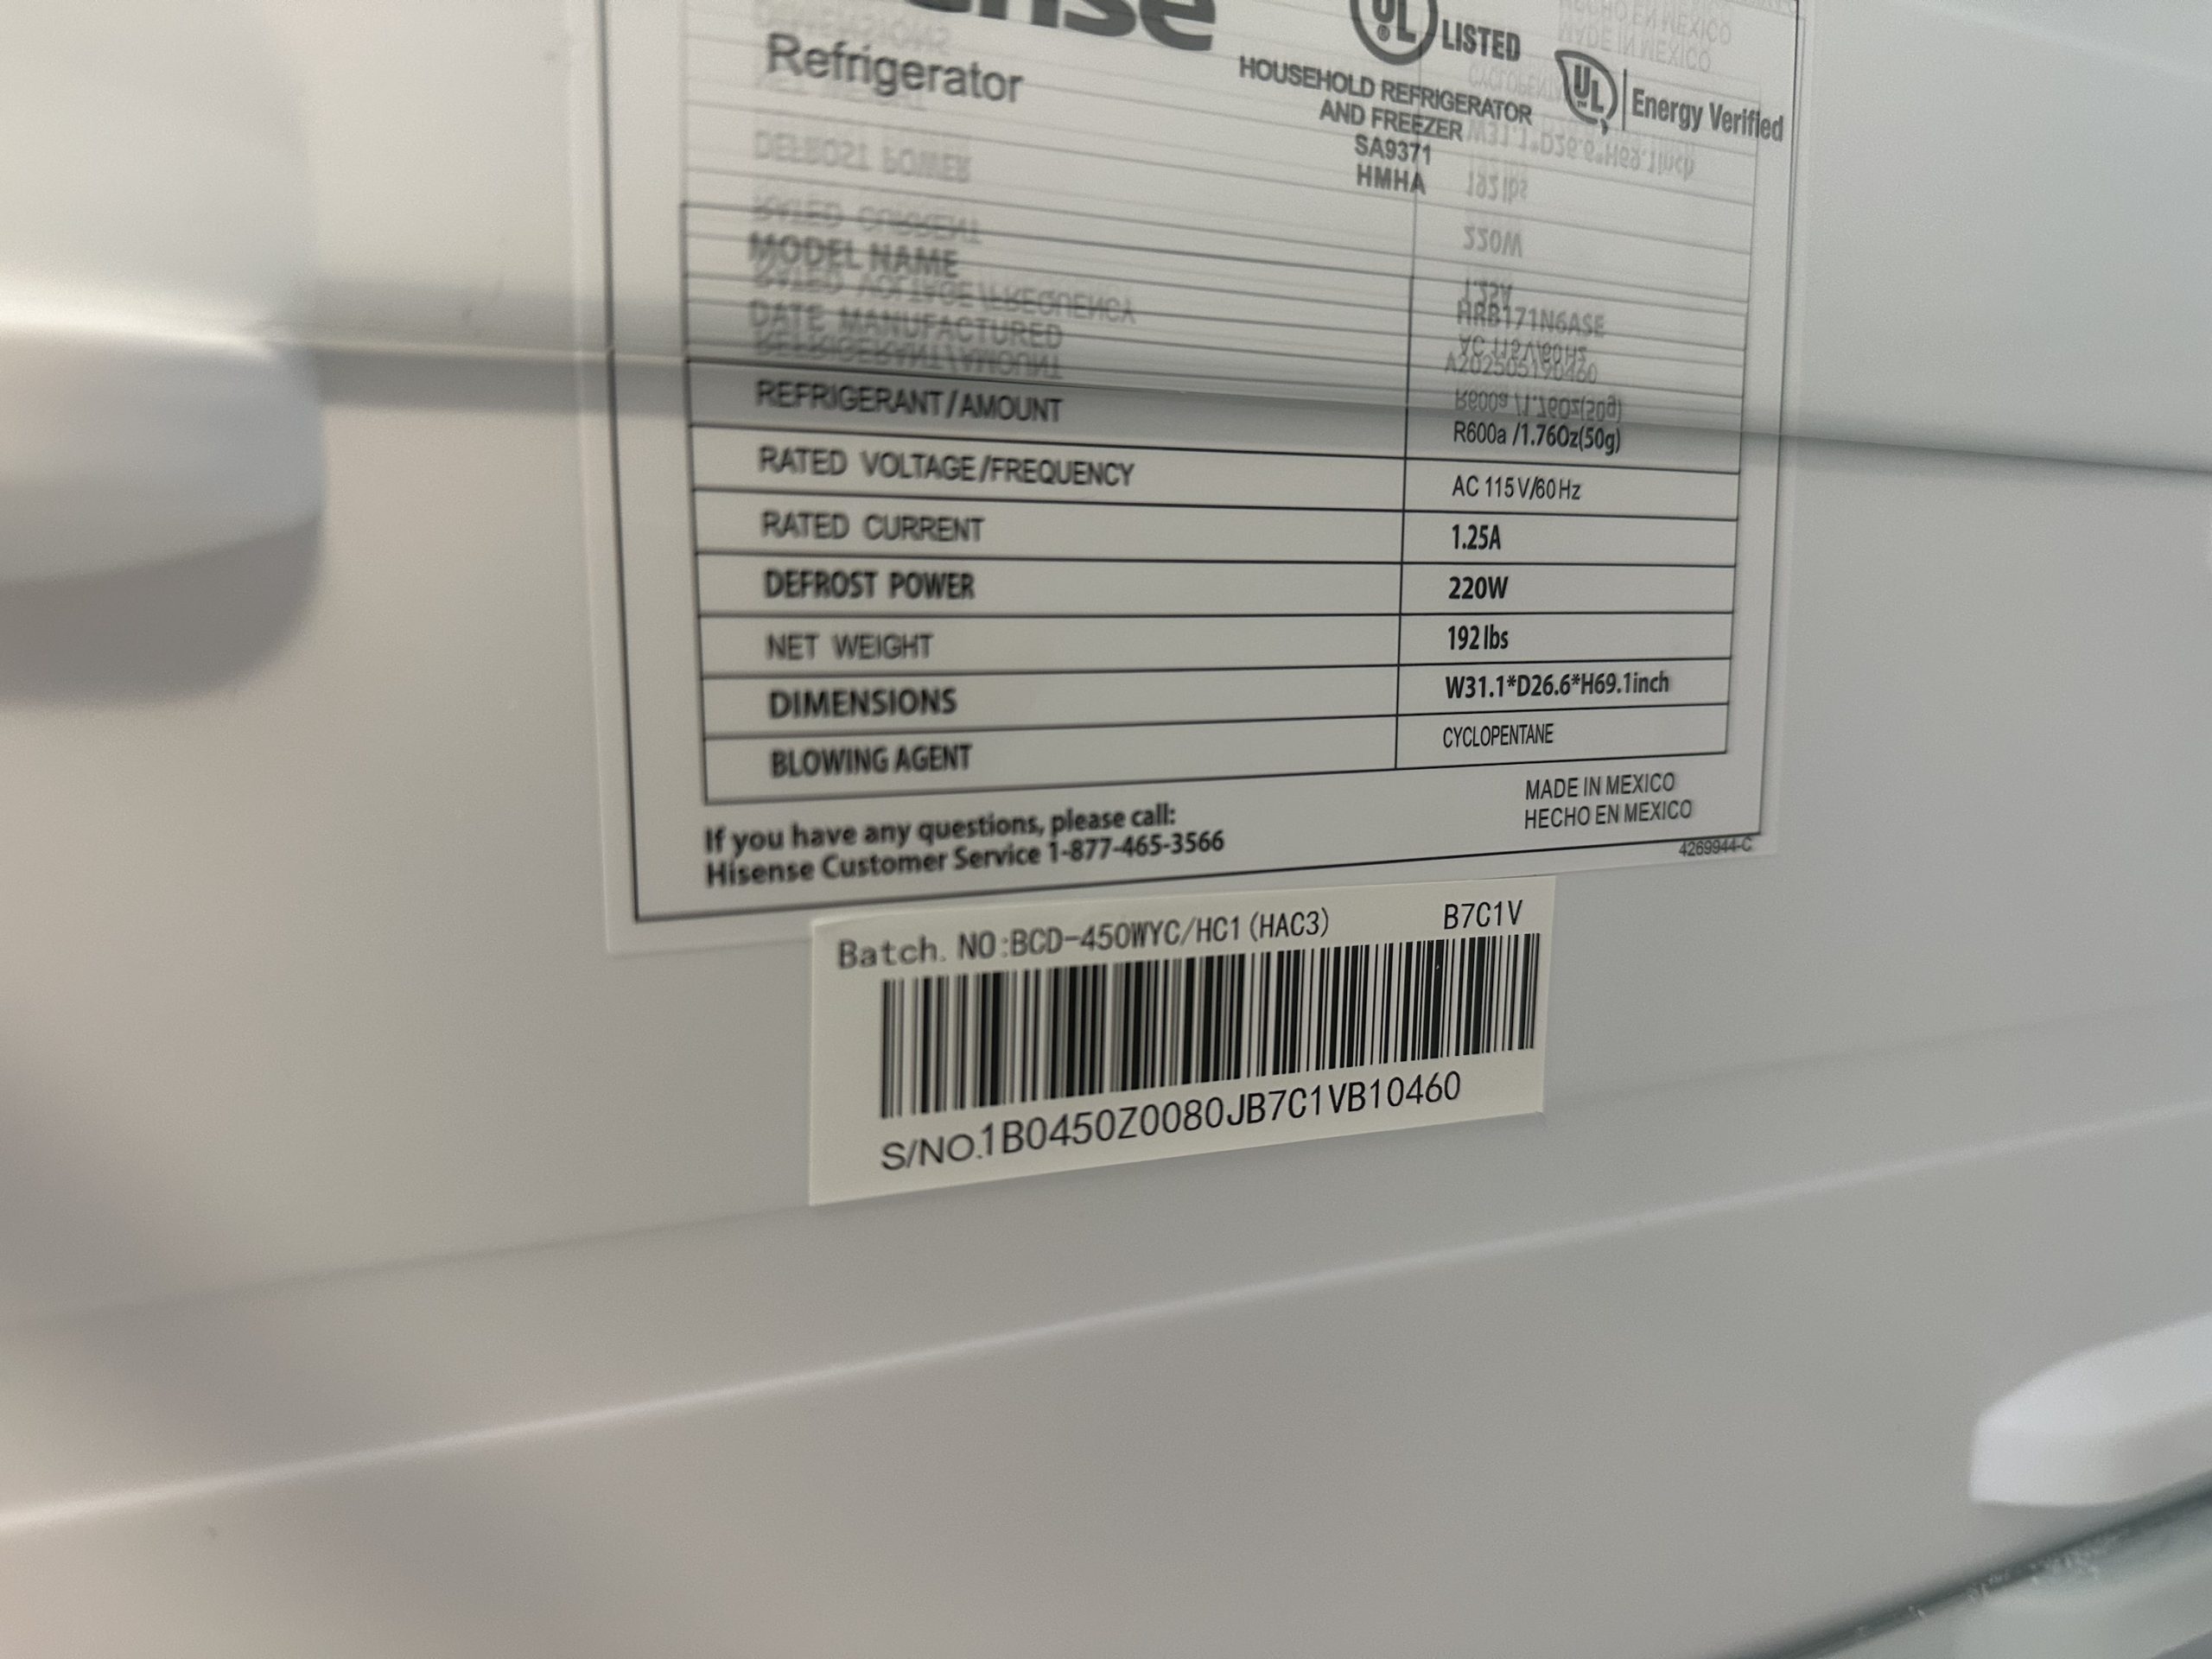 Refrigerator
UL LISTED
HOUSEHOLD REFRIGERATOR
AND FREEZER
SA9371
HMHA
UL Energy Verified
MODEL NAME HRB171N6ASE
DATE MANUFACTURED
REFRIGERANT/AMOUNT R600a /1.76Oz(50g)
RATED VOLTAGE/FREQUENCY AC 115V/60Hz
RATED CURRENT 1.25A
DEFROST POWER 220W
NET WEIGHT 192 lbs
DIMENSIONS W31.1*D26.6*H69.1inch
BLOWING AGENT CYCLOPENTANE
If you have any questions, please call:
Hisense Customer Service 1-877-465-3566
MADE IN MEXICO
HECHO EN MEXICO
4269944-C
Batch. NO:BCD-450WYC/HC1(HAC3) B7C1V
S/NO.1B0450Z0080JB7C1VB10460